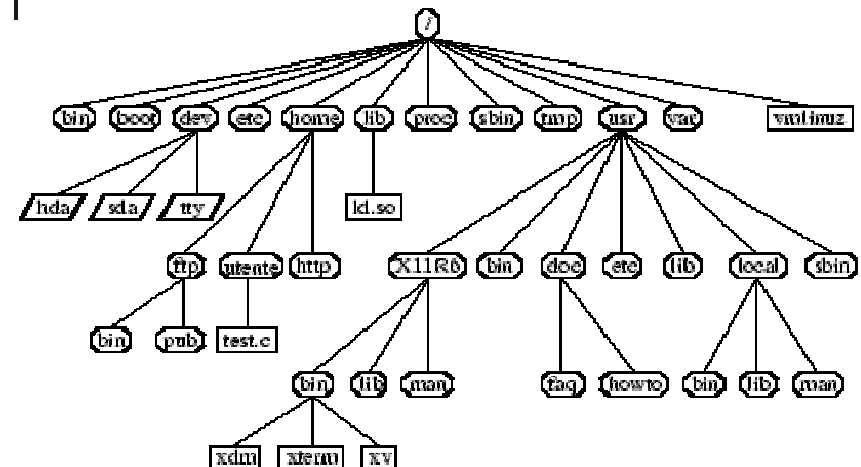 /
bin boot dev etc home lib proc sbin tmp usr var vmlinuz
hda sda tty ld.so
ftp utente http X11R6 bin doc etc lib local sbin
bin pub test.c
bin lib man faq howto bin lib man
xdm xterm xv